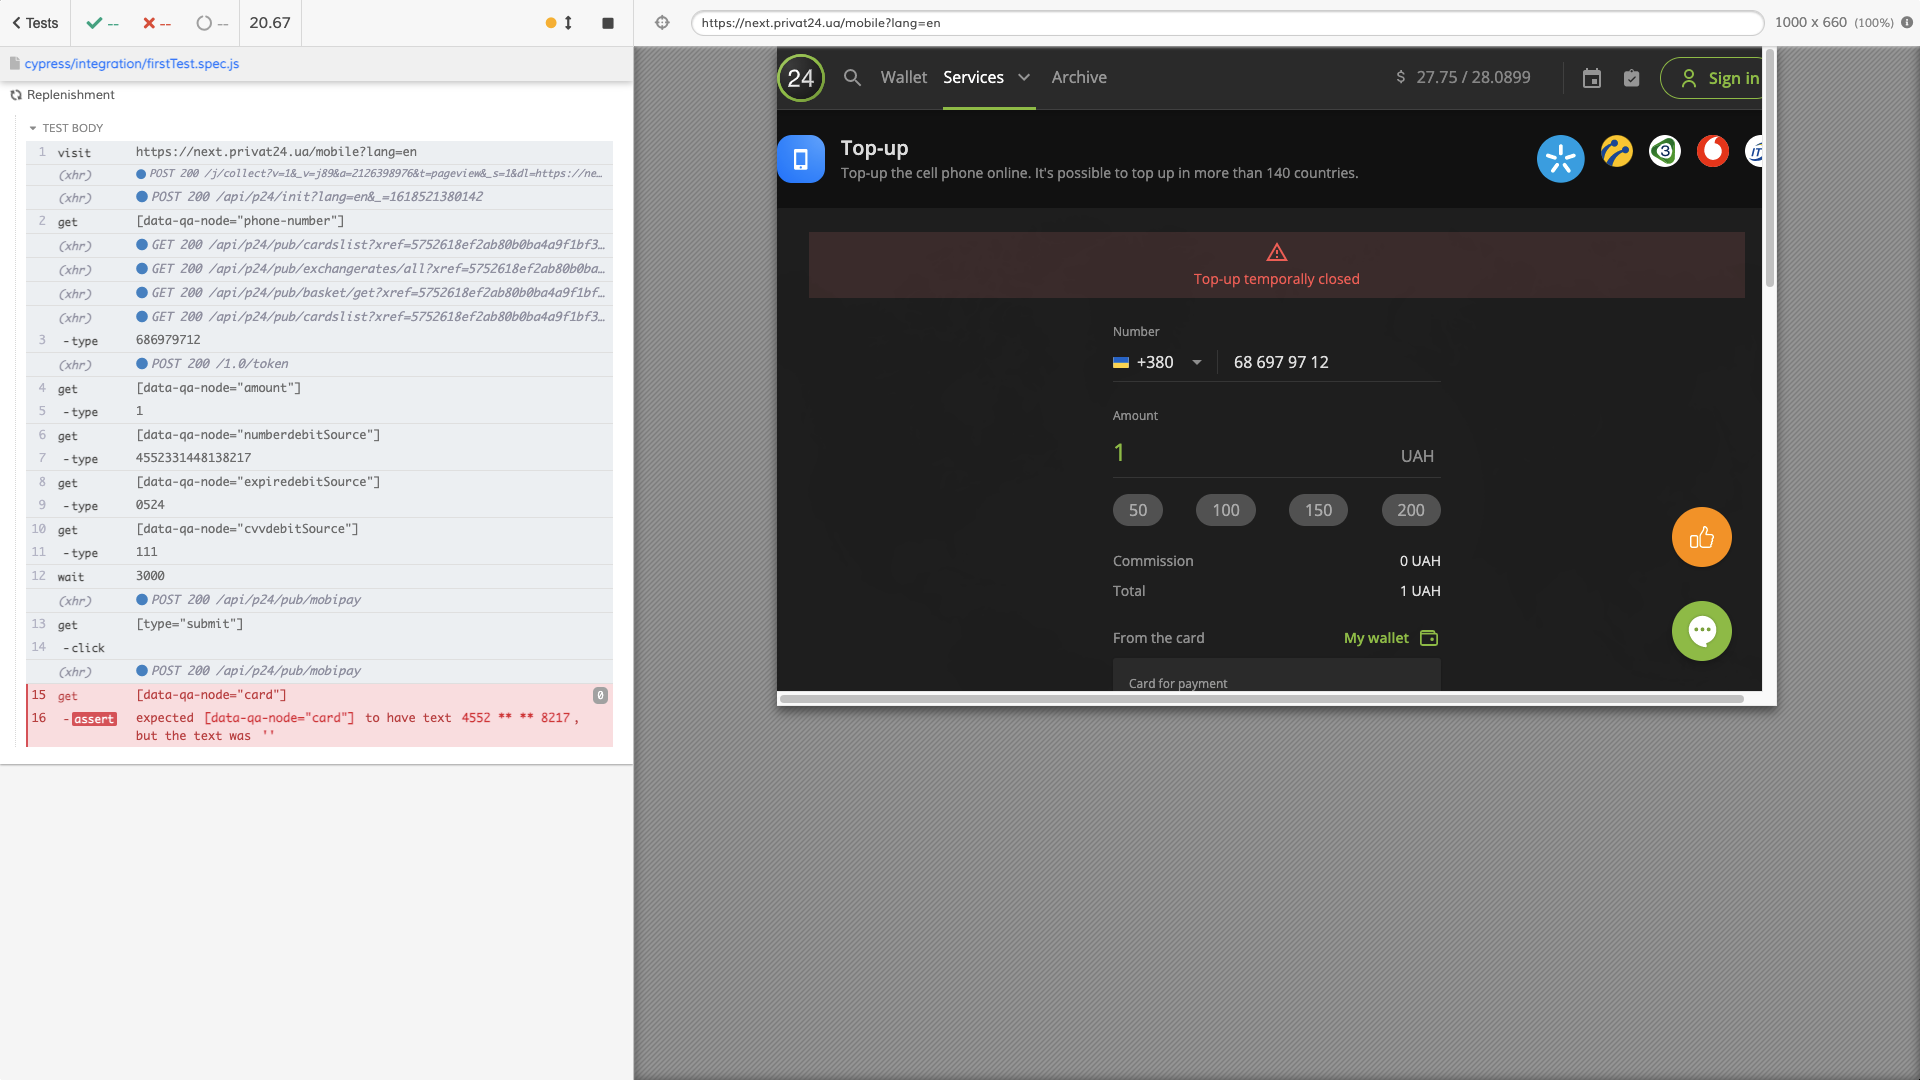 Tests
--
--
--
20.67
https://next.privat24.ua/mobile?lang=en
1000 x 660 (100%)
cypress/integration/firstTest.spec.js
Replenishment
TEST BODY
1 visit https://next.privat24.ua/mobile?lang=en
(xhr) POST 200 /j/collect?v=1&_v=j89&a=2126398976&t=pageview&_s=1&dl=https://ne...
(xhr) POST 200 /api/p24/init?lang=en&_=1618521380142
2 get [data-qa-node="phone-number"]
(xhr) GET 200 /api/p24/pub/cardslist?xref=5752618ef2ab80b0ba4a9f1bf3...
(xhr) GET 200 /api/p24/pub/exchangerates/all?xref=5752618ef2ab80b0ba...
(xhr) GET 200 /api/p24/pub/basket/get?xref=5752618ef2ab80b0ba4a9f1bf...
(xhr) GET 200 /api/p24/pub/cardslist?xref=5752618ef2ab80b0ba4a9f1bf3...
3 -type 686979712
(xhr) POST 200 /1.0/token
4 get [data-qa-node="amount"]
5 -type 1
6 get [data-qa-node="numberdebitSource"]
7 -type 4552331448138217
8 get [data-qa-node="expiredebitSource"]
9 -type 0524
10 get [data-qa-node="cvvdebitSource"]
11 -type 111
12 wait 3000
(xhr) POST 200 /api/p24/pub/mobipay
13 get [type="submit"]
14 -click
(xhr) POST 200 /api/p24/pub/mobipay
15 get [data-qa-node="card"] 0
16 -assert expected [data-qa-node="card"] to have text 4552 ** ** 8217,
but the text was ''
24 Wallet Services Archive $ 27.75 / 28.0899 Sign in
Top-up
Top-up the cell phone online. It's possible to top up in more than 140 countries.
3
Top-up temporally closed
Number
+380 68 697 97 12
Amount
1 UAH
50 100 150 200
Commission 0 UAH
Total 1 UAH
From the card My wallet
Card for payment